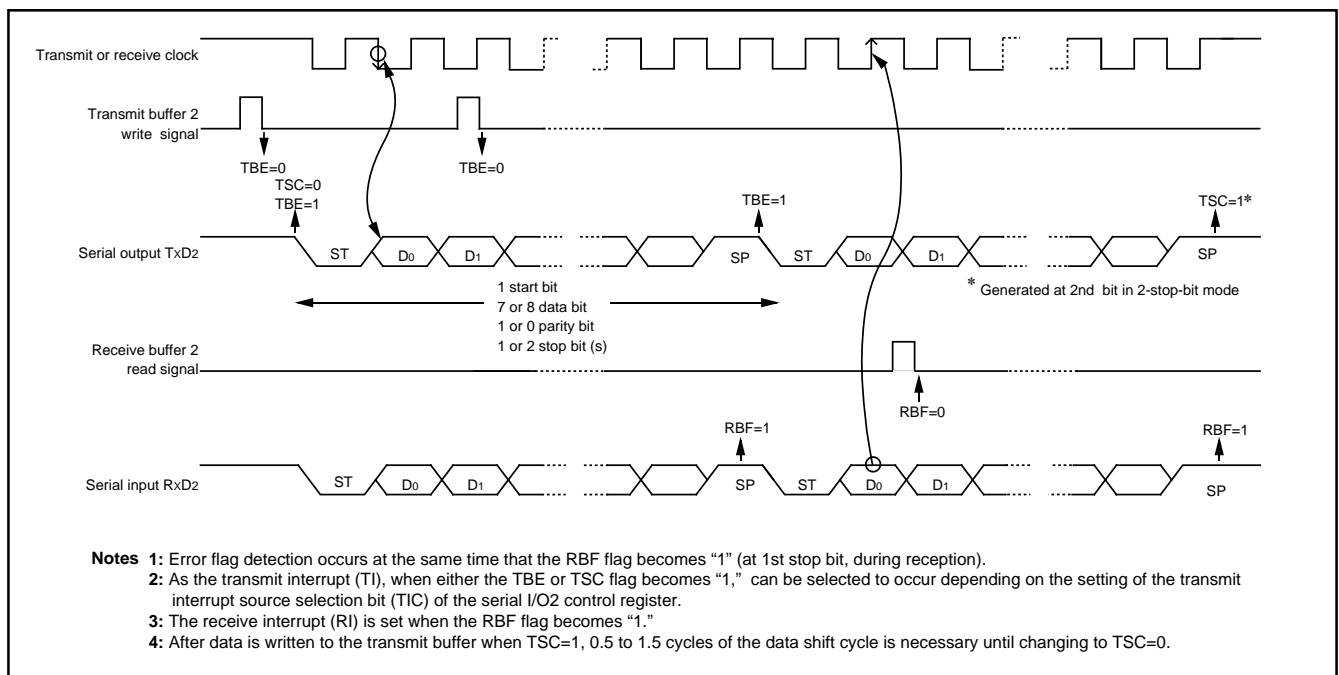 Transmit or receive clock
Transmit buffer 2
write signal
TBE=0
TBE=0
TSC=0
TBE=1
TBE=1
TSC=1*
Serial output TxD2
ST
D0
D1
SP
ST
D0
D1
SP
1 start bit
7 or 8 data bit
1 or 0 parity bit
1 or 2 stop bit (s)
* Generated at 2nd bit in 2-stop-bit mode
Receive buffer 2
read signal
RBF=0
RBF=1
RBF=1
Serial input RxD2
ST
D0
D1
SP
ST
D0
D1
SP
Notes 1: Error flag detection occurs at the same time that the RBF flag becomes “1” (at 1st stop bit, during reception).
2: As the transmit interrupt (TI), when either the TBE or TSC flag becomes “1,” can be selected to occur depending on the setting of the transmit
interrupt source selection bit (TIC) of the serial I/O2 control register.
3: The receive interrupt (RI) is set when the RBF flag becomes “1.”
4: After data is written to the transmit buffer when TSC=1, 0.5 to 1.5 cycles of the data shift cycle is necessary until changing to TSC=0.